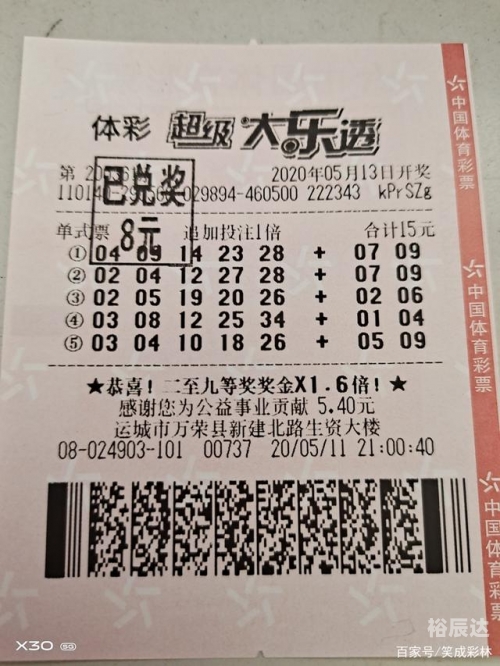 体彩 超级大乐透
已兑奖
8元
第 2020 2020年05月13日开奖
029894-460500 222343 kPrSZg
单式票 追加投注1倍 合计15元
① 04 09 14 23 28 + 07 09
② 02 04 12 27 28 + 07 09
③ 02 05 19 20 26 + 02 06
④ 03 08 12 25 34 + 01 04
⑤ 03 04 10 18 26 + 05 09
★恭喜！二至九等奖奖金X1.6倍！★
感谢您为公益事业贡献 5.40元
运城市万荣县新建北路生资大楼
08-024903-101 00737 20/05/11 21:00:40
中国体育彩票
中国体育彩票
中国体育彩票
X30 5G
裕辰达
百家号/笑成彩林